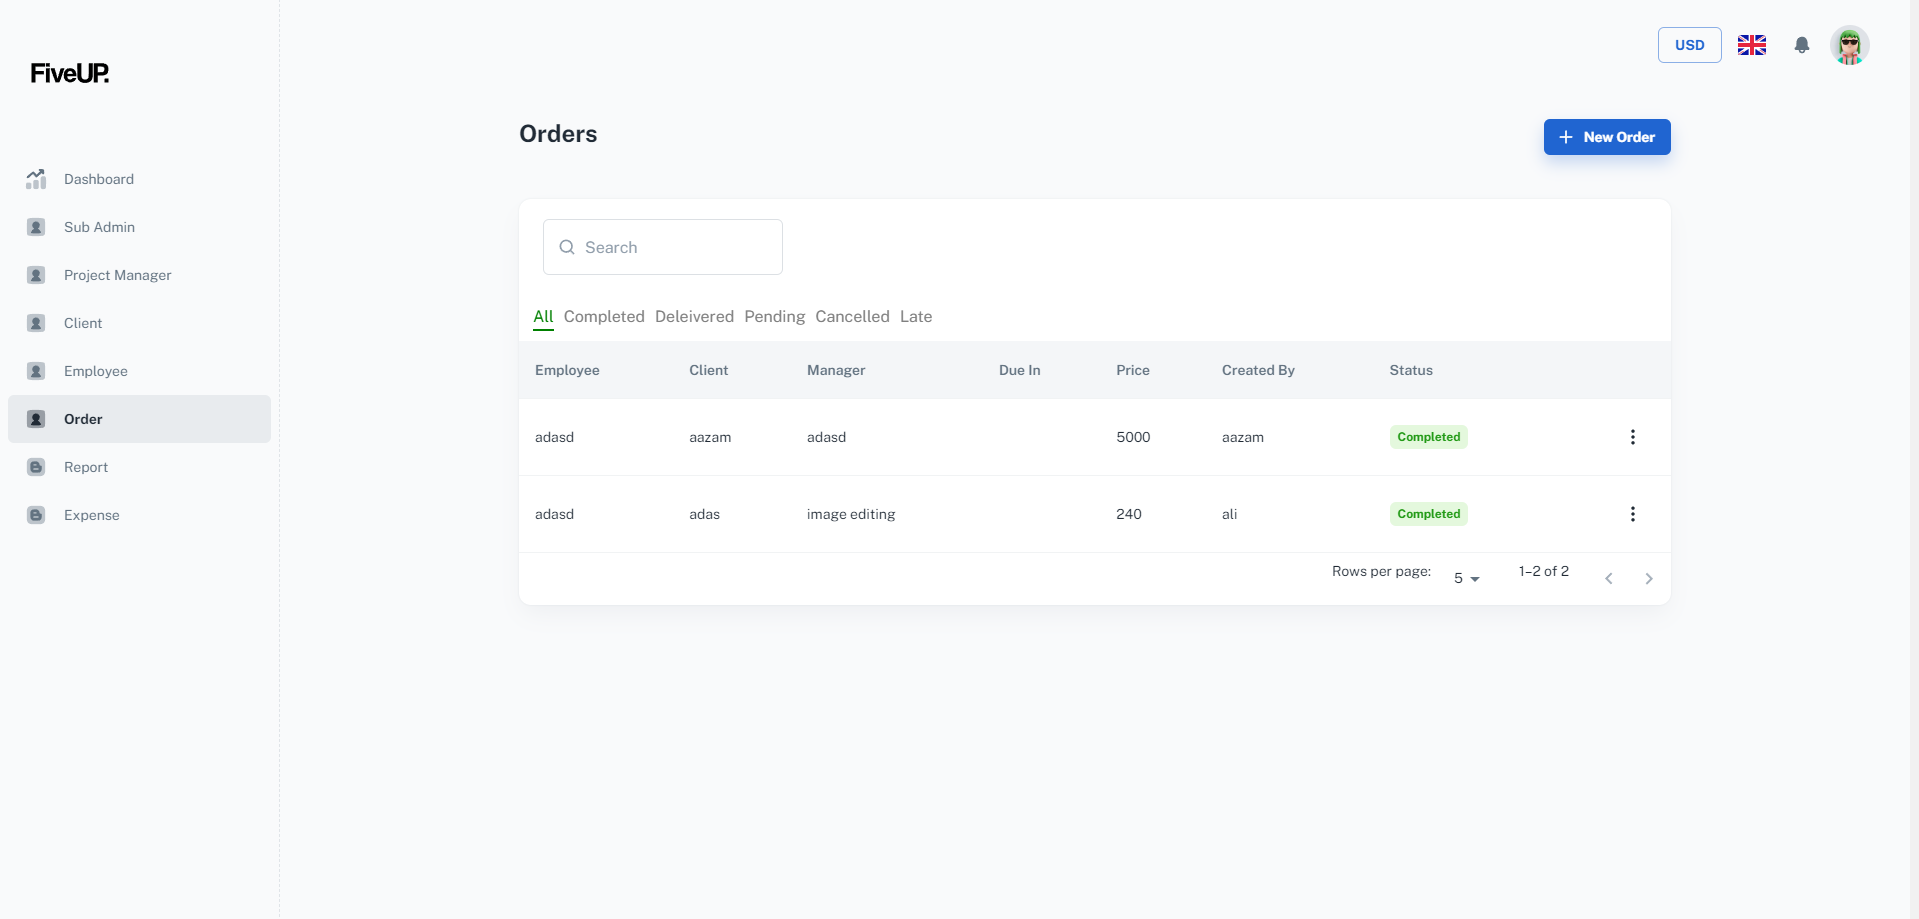 USD
FiveUP.
Orders
New Order
Dashboard
Sub Admin
Project Manager
Client
Employee
Order
Report
Expense
Search
All Completed Deleivered Pending Cancelled Late
Employee Client Manager Due In Price Created By Status
adasd aazam adasd 5000 aazam Completed
adasd adas image editing 240 ali Completed
Rows per page: 5 1–2 of 2